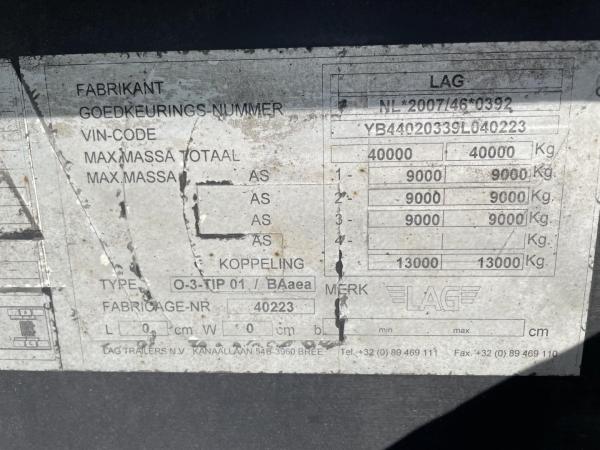 FABRIKANT LAG
GOEDKEURINGS-NUMMER NL*2007/46*0392
VIN-CODE YB44020339L040223
MAX.MASSA TOTAAL 40000 - 40000 Kg
MAX.MASSA AS 1- 9000 9000 Kg
AS 2- 9000 9000 Kg.
AS 3- 9000 9000 Kg
AS 4- Kg
KOPPELING 13000 13000 Kg.
TYPE O-3-TIP 01 / BAaea MERK LAG
FABRICAGE-NR 40223
L 0 cm W 0 cm b min max cm
LAG TRAILERS N.V. KANAALLAAN 54B-3960 BREE Tel. +32 (0) 89 469 111 Fax. +32 (0) 89 469 110